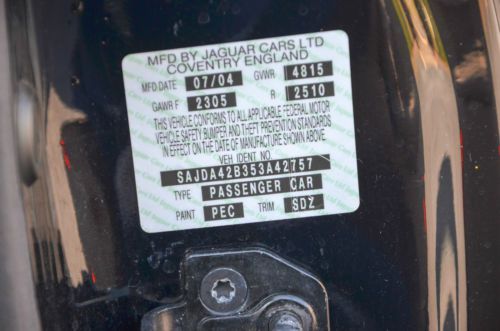 MFD BY JAGUAR CARS LTD
COVENTRY ENGLAND
MFD DATE 07/04 GVWR 4815
GAWR F 2305 R 2510
THIS VEHICLE CONFORMS TO ALL APPLICABLE FEDERAL MOTOR
VEHICLE SAFETY BUMPER AND THEFT PREVENTION STANDARDS
IN EFFECT ON THE DATE OF MANUFACTURE SHOWN ABOVE
VEH IDENT. NO.
SAJDA42B353A42757
TYPE PASSENGER CAR
PAINT PEC TRIM SDZ